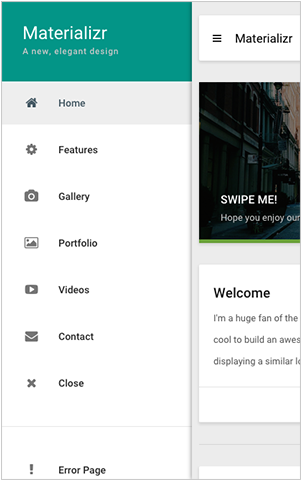 Materializr
A new, elegant design
Home
Features
Gallery
Portfolio
Videos
Contact
Close
Error Page
Materializr
SWIPE ME!
Hope you enjoy our
Welcome
I'm a huge fan of the
cool to build an awes
displaying a similar lo